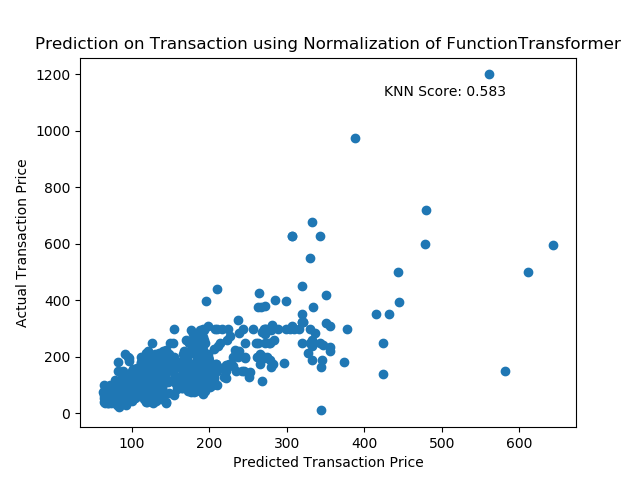 Prediction on Transaction using Normalization of FunctionTransformer
KNN Score: 0.583
1200
1000
800
600
400
200
0
Actual Transaction Price
100 200 300 400 500 600
Predicted Transaction Price